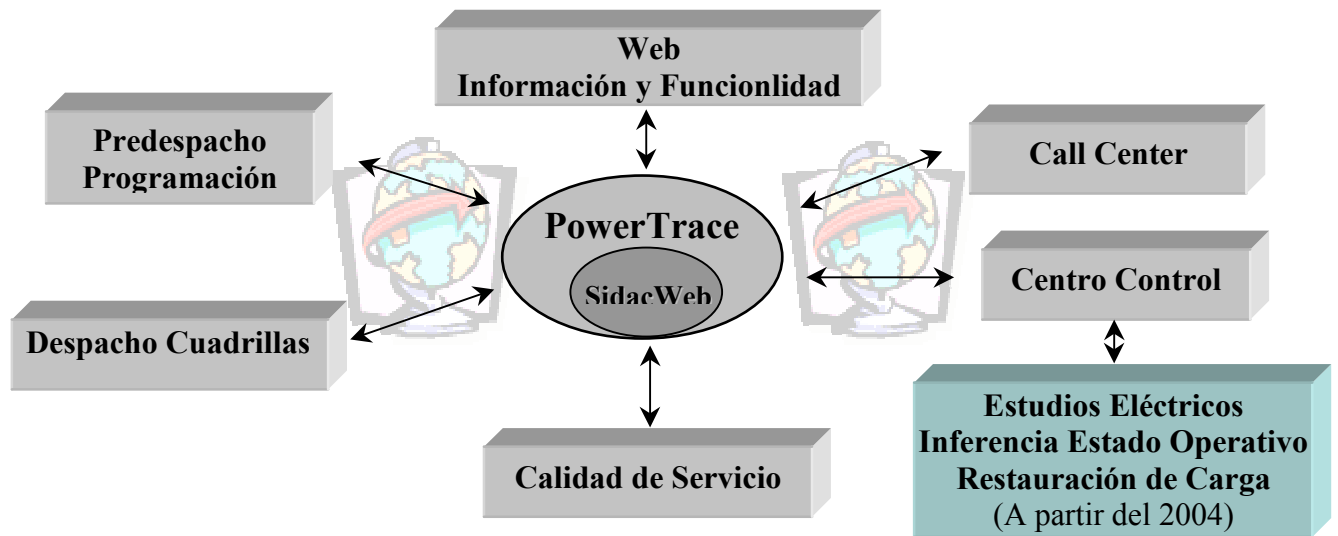 Web
Información y Funcionlidad
Predespacho
Programación
Call Center
PowerTrace
SidacWeb
Centro Control
Despacho Cuadrillas
Calidad de Servicio
Estudios Eléctricos
Inferencia Estado Operativo
Restauración de Carga
(A partir del 2004)